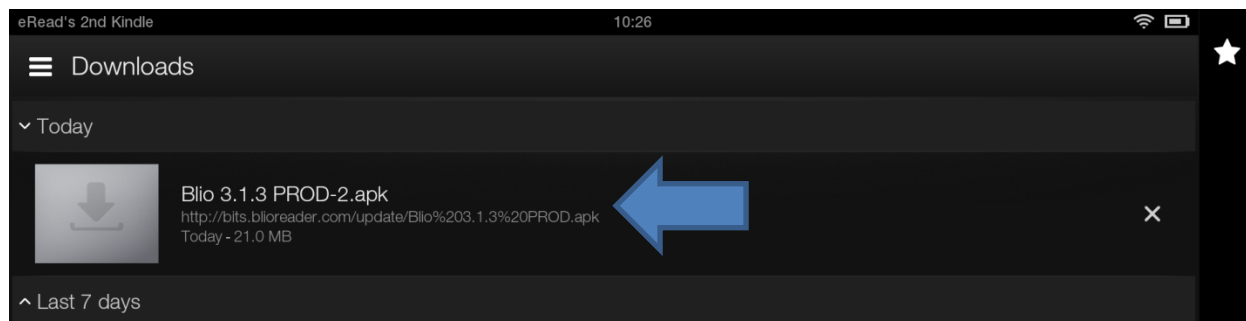 eRead's 2nd Kindle 10:26
Downloads
Today
Blio 3.1.3 PROD-2.apk
http://bits.blioreader.com/update/Blio%203.1.3%20PROD.apk
Today - 21.0 MB
Last 7 days